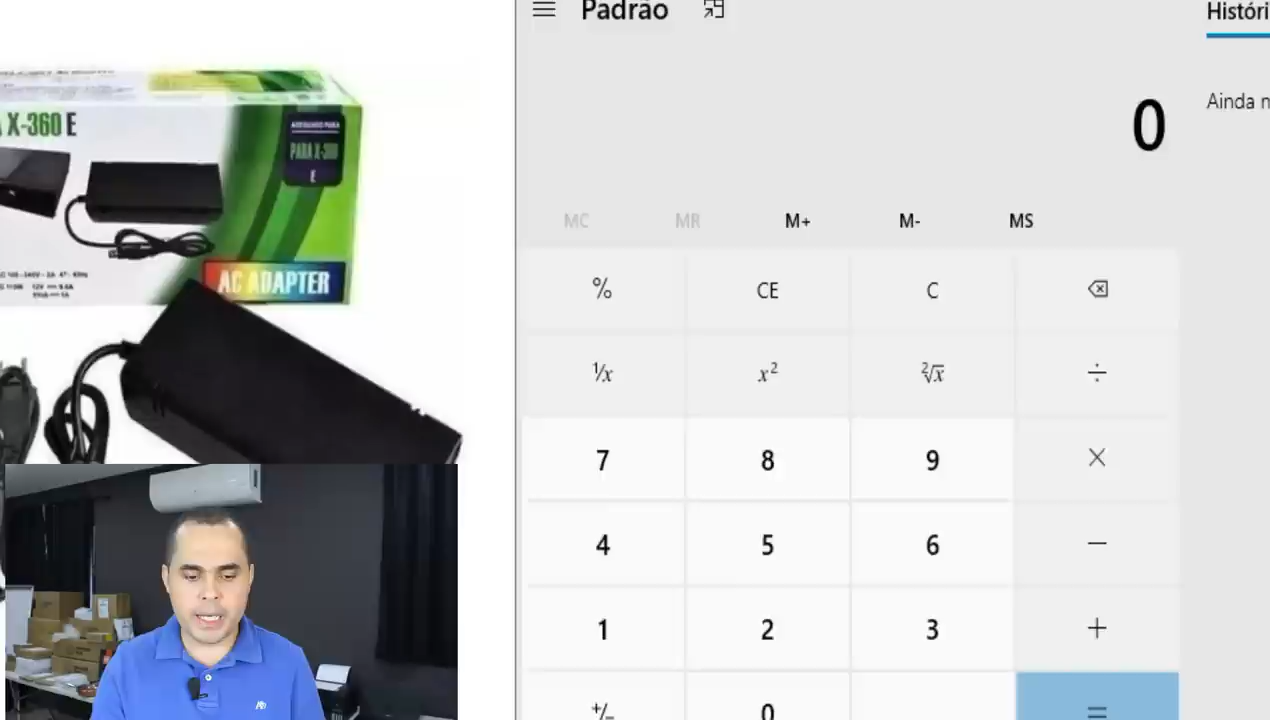 X-360 E
PARA X-360
E
AC ADAPTER
Padrão
Históri
Ainda n
0
MC MR M+ M- MS
% CE C
¹/x x² ²√x ÷
7 8 9 ×
4 5 6 −
1 2 3 +
+/− 0 =